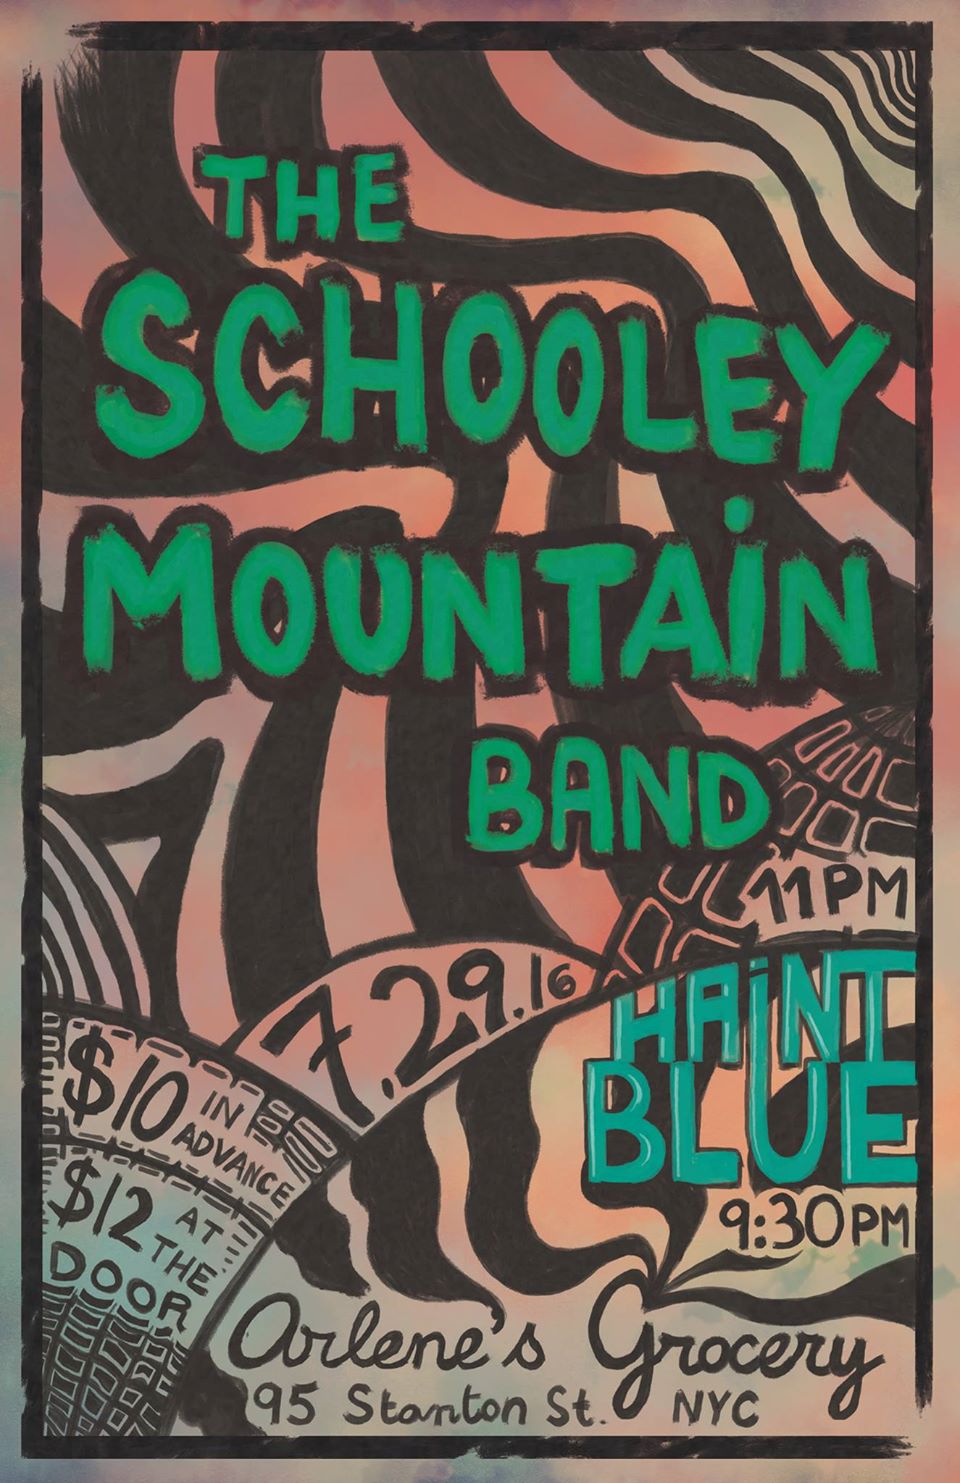 THE
SCHOOLEY
MOUNTAiN
BAND
11PM
7.29.16
HAiNT
BLUE
9:30PM
$10 IN
ADVANCE
$12 AT
THE
DOOR
Arlene's Grocery
95 Stanton St. NYC